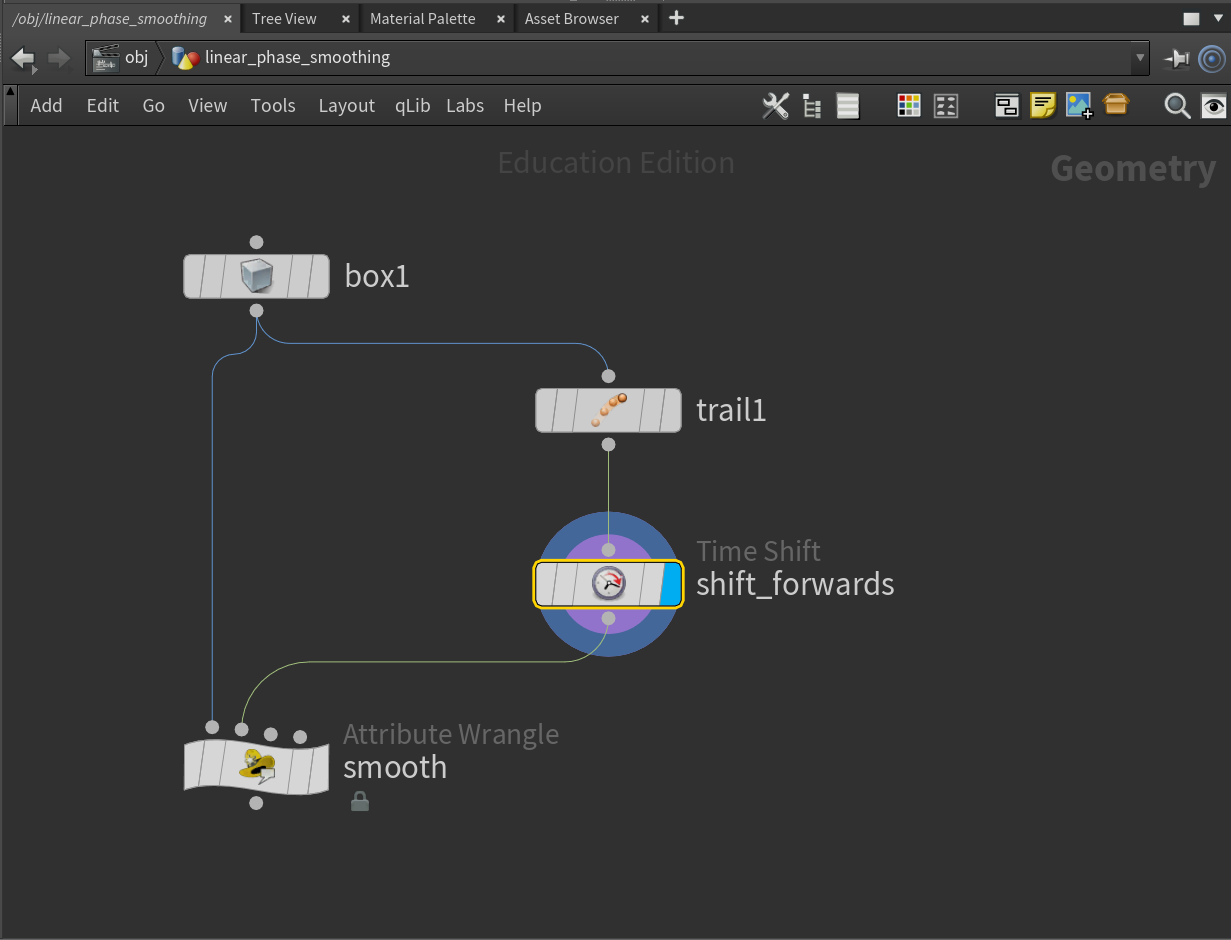 /obj/linear_phase_smoothing × Tree View × Material Palette × Asset Browser ×
obj linear_phase_smoothing
Add Edit Go View Tools Layout qLib Labs Help
Education Edition
Geometry
box1
trail1
Time Shift
shift_forwards
Attribute Wrangle
smooth